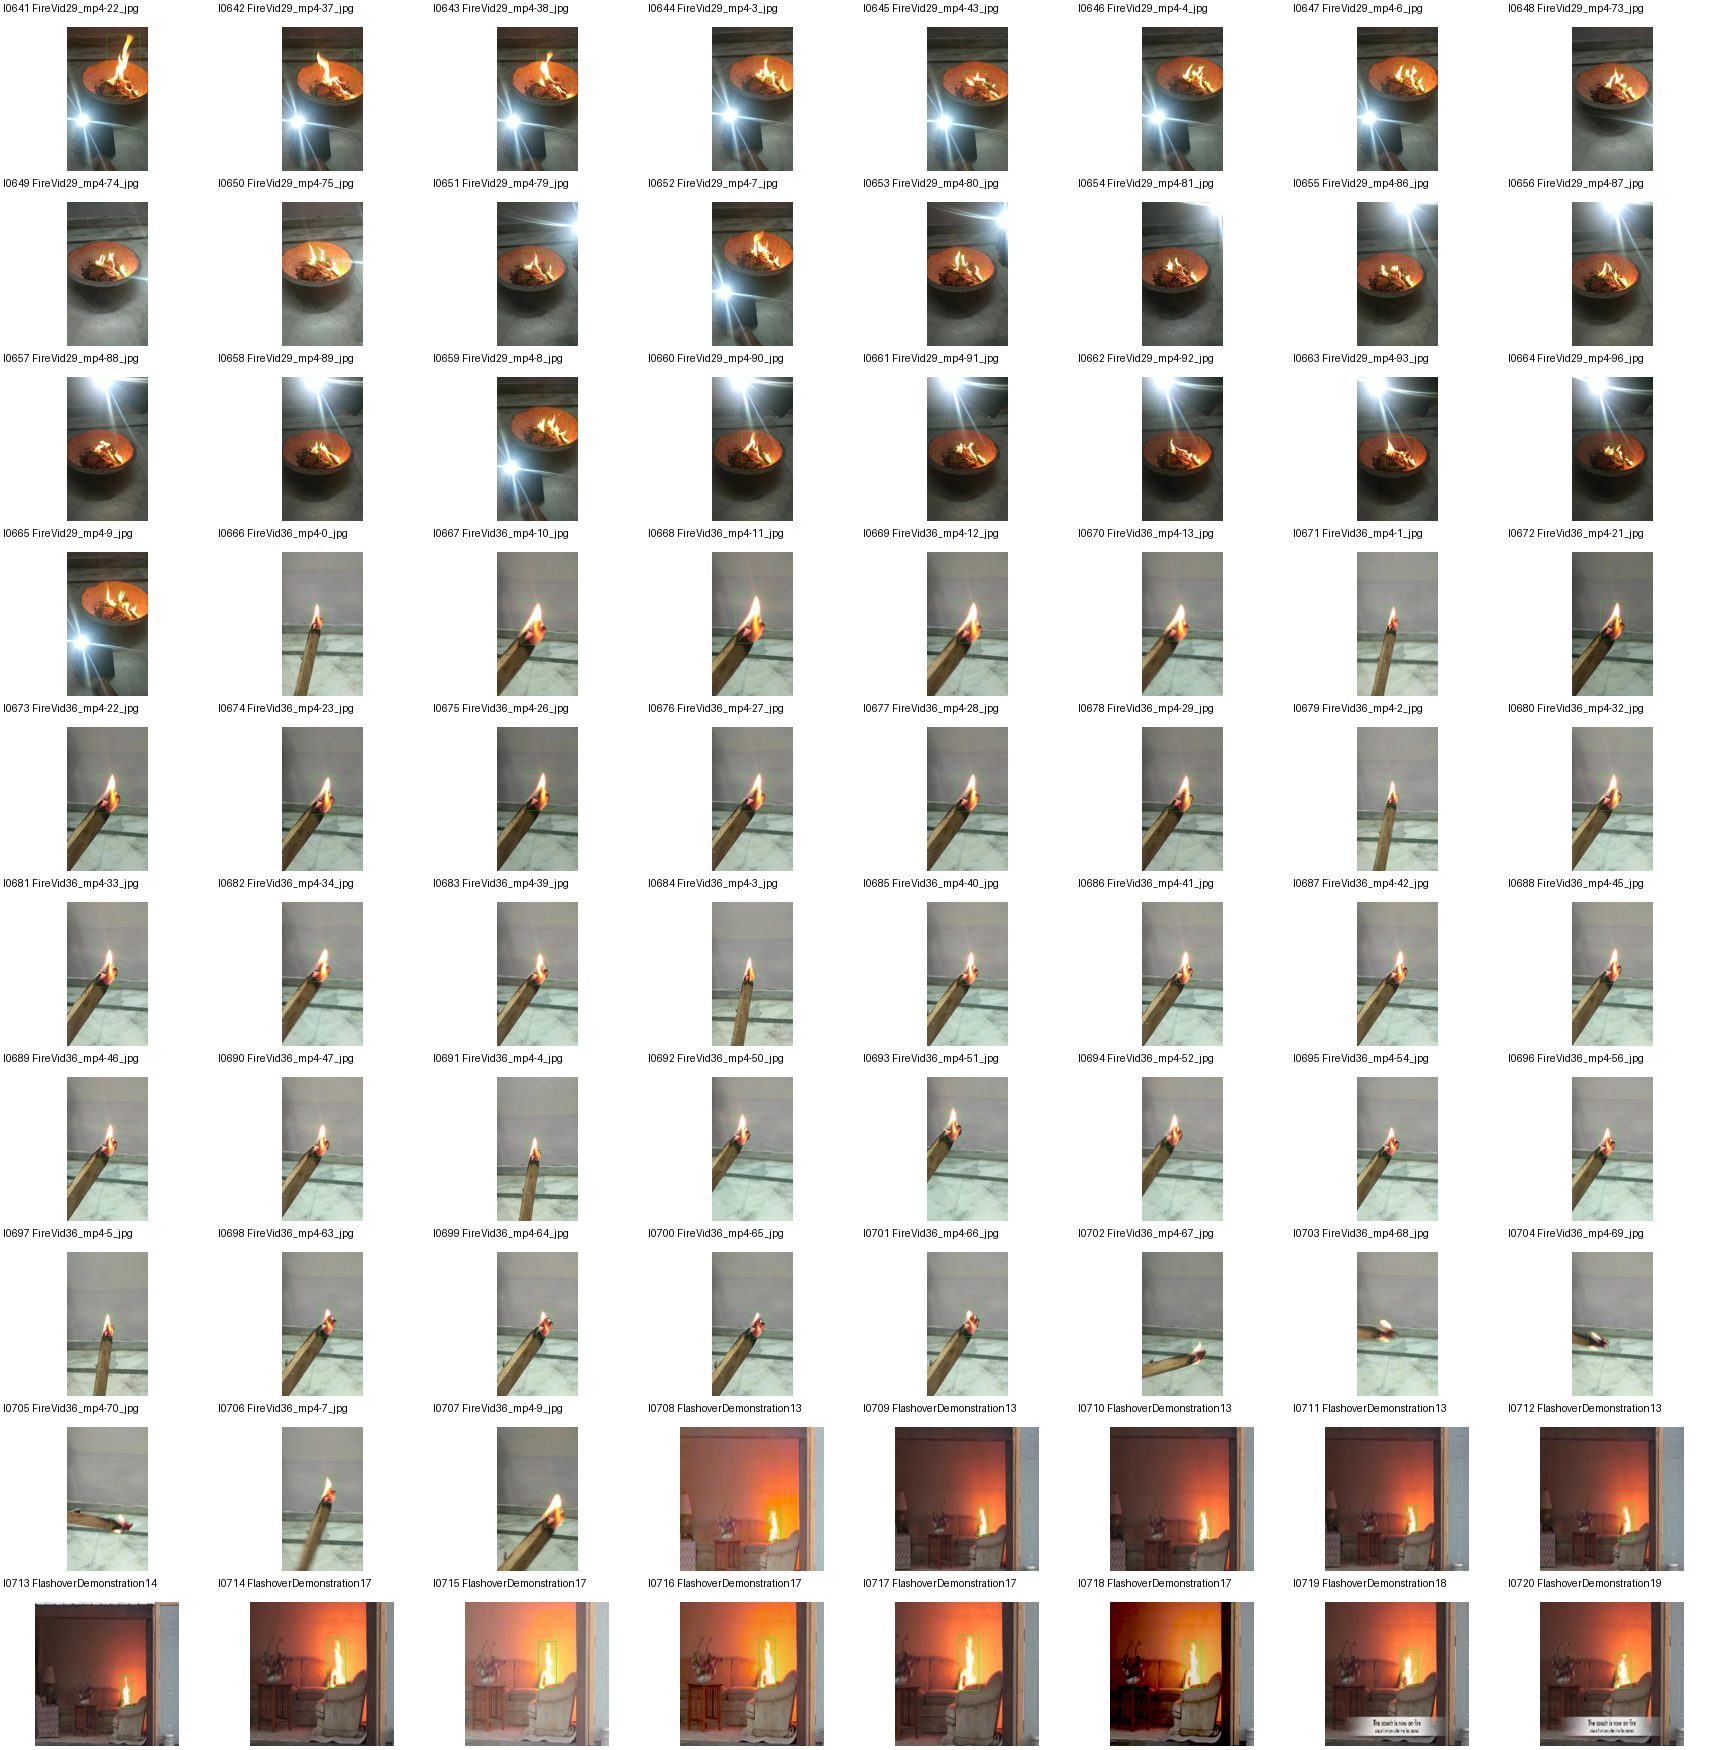 I0641 FireVid29_mp4-22_jpg
I0642 FireVid29_mp4-37_jpg
I0643 FireVid29_mp4-38_jpg
I0644 FireVid29_mp4-3_jpg
I0645 FireVid29_mp4-43_jpg
I0646 FireVid29_mp4-4_jpg
I0647 FireVid29_mp4-6_jpg
I0648 FireVid29_mp4-73_jpg
I0649 FireVid29_mp4-74_jpg
I0650 FireVid29_mp4-75_jpg
I0651 FireVid29_mp4-79_jpg
I0652 FireVid29_mp4-7_jpg
I0653 FireVid29_mp4-80_jpg
I0654 FireVid29_mp4-81_jpg
I0655 FireVid29_mp4-86_jpg
I0656 FireVid29_mp4-87_jpg
I0657 FireVid29_mp4-88_jpg
I0658 FireVid29_mp4-89_jpg
I0659 FireVid29_mp4-8_jpg
I0660 FireVid29_mp4-90_jpg
I0661 FireVid29_mp4-91_jpg
I0662 FireVid29_mp4-92_jpg
I0663 FireVid29_mp4-93_jpg
I0664 FireVid29_mp4-96_jpg
I0665 FireVid29_mp4-9_jpg
I0666 FireVid36_mp4-0_jpg
I0667 FireVid36_mp4-10_jpg
I0668 FireVid36_mp4-11_jpg
I0669 FireVid36_mp4-12_jpg
I0670 FireVid36_mp4-13_jpg
I0671 FireVid36_mp4-1_jpg
I0672 FireVid36_mp4-21_jpg
I0673 FireVid36_mp4-22_jpg
I0674 FireVid36_mp4-23_jpg
I0675 FireVid36_mp4-26_jpg
I0676 FireVid36_mp4-27_jpg
I0677 FireVid36_mp4-28_jpg
I0678 FireVid36_mp4-29_jpg
I0679 FireVid36_mp4-2_jpg
I0680 FireVid36_mp4-32_jpg
I0681 FireVid36_mp4-33_jpg
I0682 FireVid36_mp4-34_jpg
I0683 FireVid36_mp4-39_jpg
I0684 FireVid36_mp4-3_jpg
I0685 FireVid36_mp4-40_jpg
I0686 FireVid36_mp4-41_jpg
I0687 FireVid36_mp4-42_jpg
I0688 FireVid36_mp4-45_jpg
I0689 FireVid36_mp4-46_jpg
I0690 FireVid36_mp4-47_jpg
I0691 FireVid36_mp4-4_jpg
I0692 FireVid36_mp4-50_jpg
I0693 FireVid36_mp4-51_jpg
I0694 FireVid36_mp4-52_jpg
I0695 FireVid36_mp4-54_jpg
I0696 FireVid36_mp4-56_jpg
I0697 FireVid36_mp4-5_jpg
I0698 FireVid36_mp4-63_jpg
I0699 FireVid36_mp4-64_jpg
I0700 FireVid36_mp4-65_jpg
I0701 FireVid36_mp4-66_jpg
I0702 FireVid36_mp4-67_jpg
I0703 FireVid36_mp4-68_jpg
I0704 FireVid36_mp4-69_jpg
I0705 FireVid36_mp4-70_jpg
I0706 FireVid36_mp4-7_jpg
I0707 FireVid36_mp4-9_jpg
I0708 FlashoverDemonstration13
I0709 FlashoverDemonstration13
I0710 FlashoverDemonstration13
I0711 FlashoverDemonstration13
I0712 FlashoverDemonstration13
I0713 FlashoverDemonstration14
I0714 FlashoverDemonstration17
I0715 FlashoverDemonstration17
I0716 FlashoverDemonstration17
I0717 FlashoverDemonstration17
I0718 FlashoverDemonstration17
I0719 FlashoverDemonstration18
I0720 FlashoverDemonstration19
The couch is now on fire
The couch is now on fire